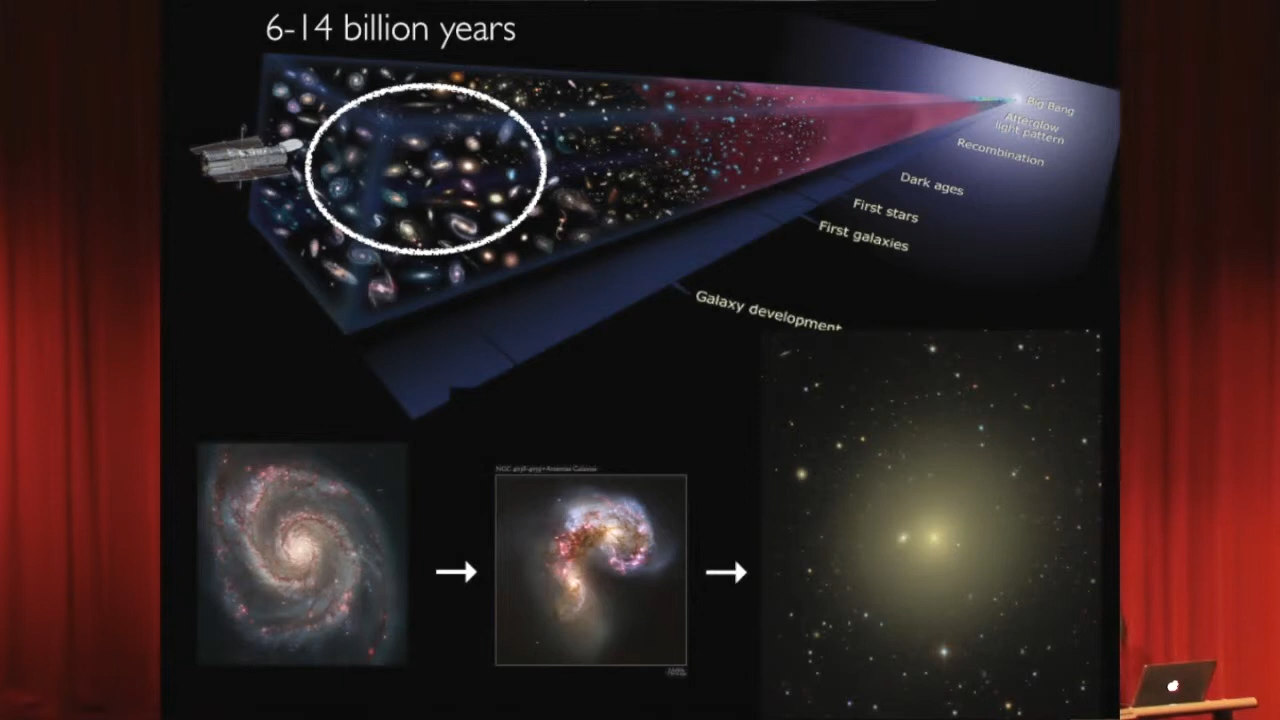 6-14 billion years
Big Bang
Afterglow
light pattern
Recombination
Dark ages
First stars
First galaxies
Galaxy development